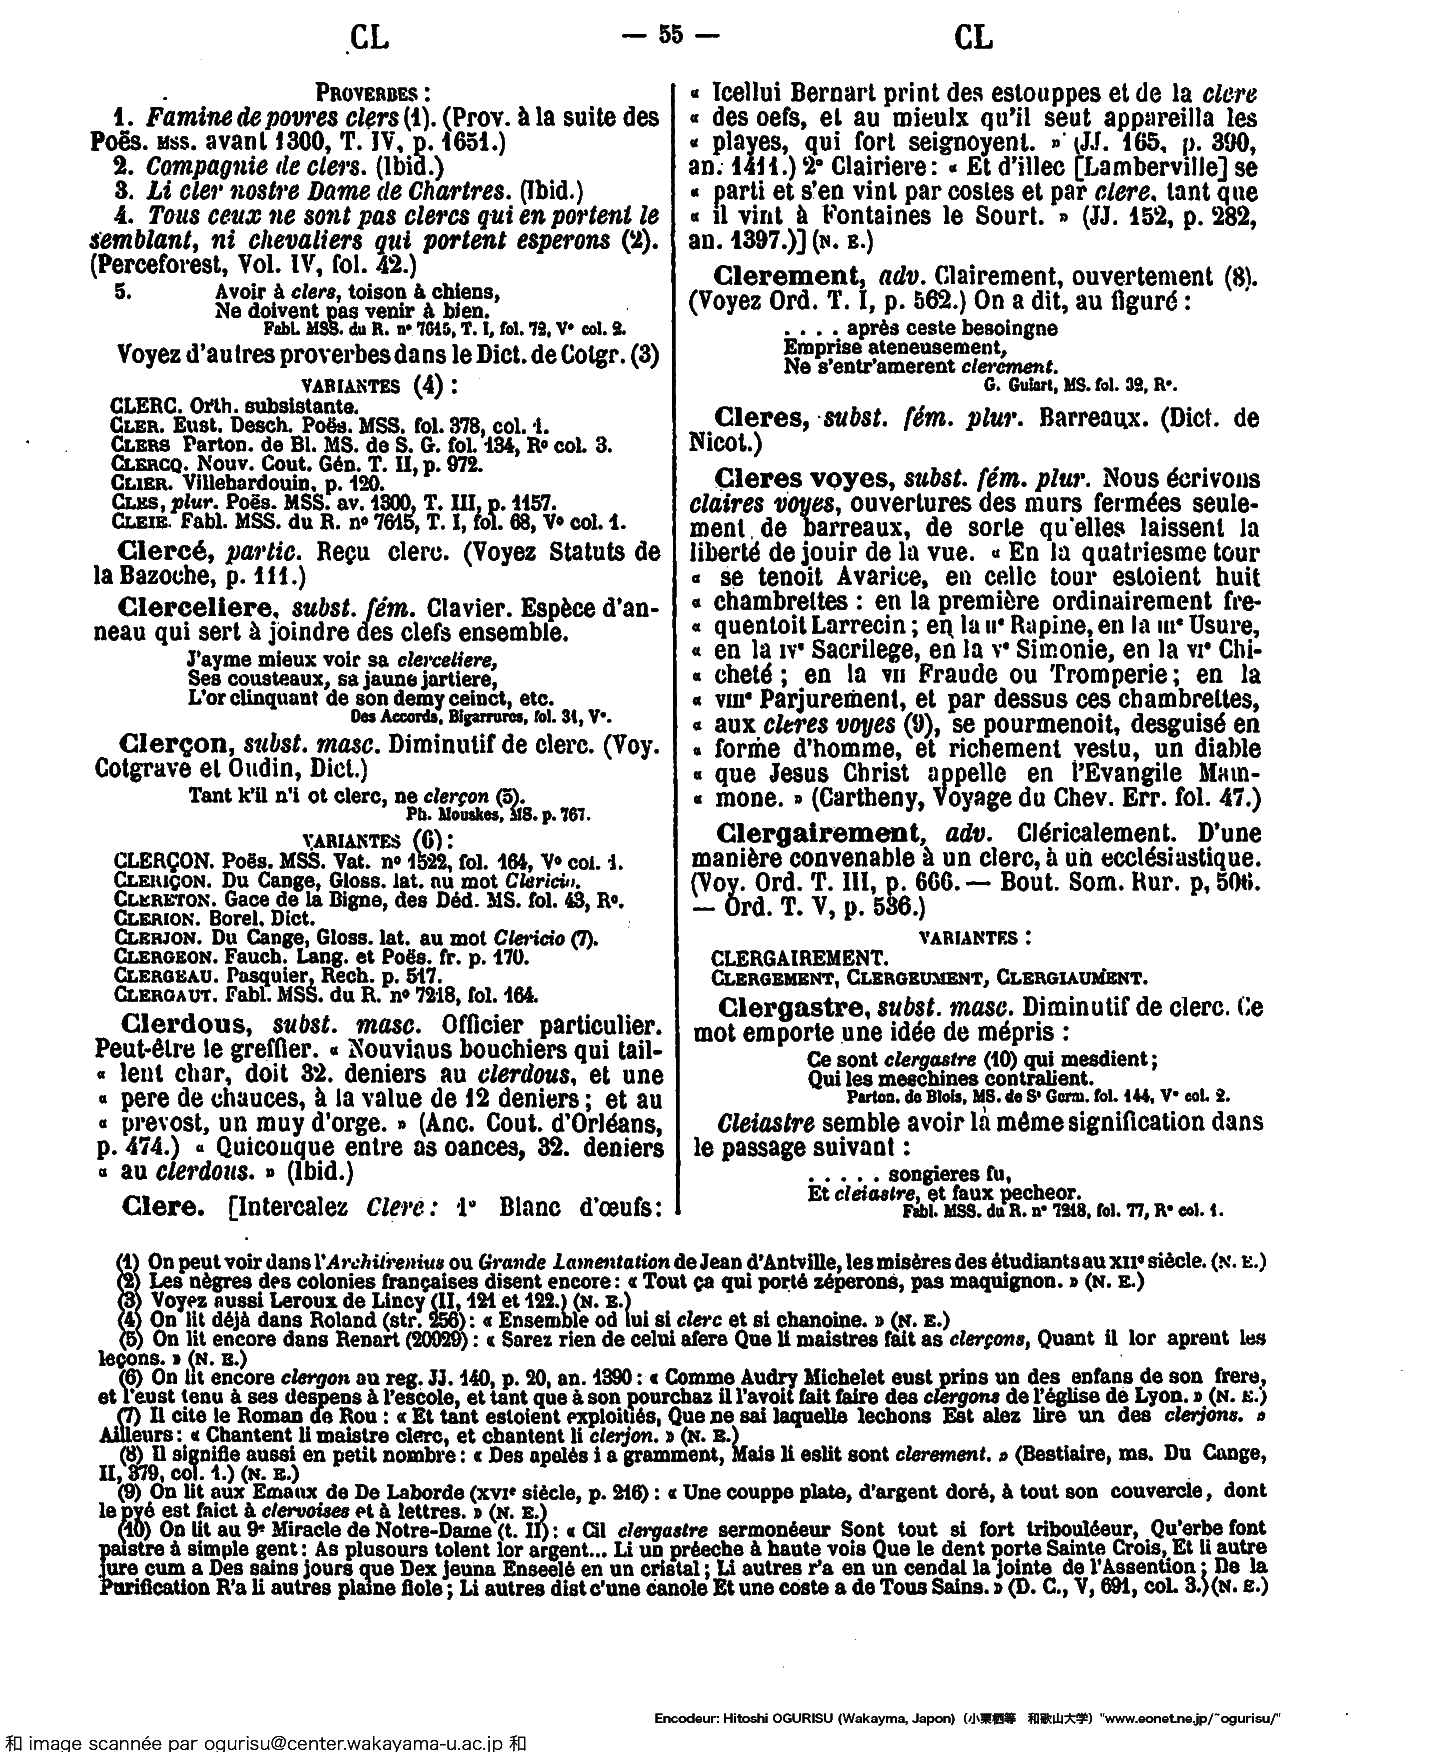 CL — 55 — CL
PROVERBES :
1. Famine de povres clers (1). (Prov. à la suite des
Poës. MSS. avant 1300, T. IV, p. 1651.)
2. Compagnie de clers. (Ibid.)
3. Li cler nostre Dame de Chartres. (Ibid.)
4. Tous ceux ne sont pas clercs qui en portent le
semblant, ni chevaliers qui portent esperons (2).
(Perceforest, Vol. IV, fol. 42.)
5. Avoir à clers, toison à chiens,
Ne doivent pas venir à bien.
Fabl. MSS. du R. nº 7615, T. I, fol. 72, Vº col. 2.
Voyez d'autres proverbes dans le Dict. de Cotgr. (3)
VARIANTES (4) :
CLERC. Orth. subsistante.
CLER. Eust. Desch. Poës. MSS. fol. 378, col. 1.
CLERS Parton. de Bl. MS. de S. G. fol. 134, Rº col. 3.
CLERCQ. Nouv. Cout. Gén. T. II, p. 972.
CLIER. Villehardouin, p. 120.
CLES, plur. Poës. MSS. av. 1300, T. III, p. 1157.
CLEIE. Fabl. MSS. du R. nº 7615, T. I, fol. 68, Vº col. 1.
Clercé, partic. Reçu clerc. (Voyez Statuts de
la Bazoche, p. 111.)
Clerceliere, subst. fém. Clavier. Espèce d'an-
neau qui sert à joindre des clefs ensemble.
J'ayme mieux voir sa clerceliere,
Ses cousteaux, sa jaune jartiere,
L'or clinquant de son demy ceinct, etc.
Des Accords, Bigarrures, fol. 31, Vº.
Clerçon, subst. masc. Diminutif de clerc. (Voy.
Cotgrave et Oudin, Dict.)
Tant k'il n'i ot clerc, ne clerçon (5).
Ph. Mouskes, MS. p. 767.
VARIANTES (6) :
CLERÇON. Poës. MSS. Vat. nº 1522, fol. 164, Vº col. 1.
CLERIÇON. Du Cange, Gloss. lat. au mot Clericio.
CLERETON. Gace de la Bigne, des Déd. MS. fol. 43, Rº.
CLERION. Borel, Dict.
CLERJON. Du Cange, Gloss. lat. au mot Clericio (7).
CLERGEON. Fauch. Lang. et Poës. fr. p. 170.
CLERGEAU. Pasquier, Rech. p. 517.
CLERGAUT. Fabl. MSS. du R. nº 7218, fol. 164.
Clerdous, subst. masc. Officier particulier.
Peut-être le greffier. « Nouviaus bouchiers qui tail-
« lent char, doit 32. deniers au clerdous, et une
« pere de chauces, à la value de 12 deniers ; et au
« prevost, un muy d'orge. » (Anc. Cout. d'Orléans,
p. 474.) « Quiconque entre as oances, 32. deniers
« au clerdous. » (Ibid.)
Clere. [Intercalez Clere : 1º Blanc d'œufs :
« Icellui Bernart print des estouppes et de la clere
« des oefs, et au mieulx qu'il seut appareilla les
« playes, qui fort seignoyent. » (JJ. 165, p. 390,
an. 1411.) 2º Clairiere : « Et d'illec [Lamberville] se
« parti et s'en vint par costes et par clere, tant que
« il vint à Fontaines le Sourt. » (JJ. 152, p. 282,
an. 1397.)] (N. E.)
Clerement, adv. Clairement, ouvertement (8).
(Voyez Ord. T. I, p. 562.) On a dit, au figuré :
. . . . après ceste besoingne
Emprise ateneusement,
Ne s'entr'amerent clerement.
G. Guiart, MS. fol. 32, Rº.
Cleres, subst. fém. plur. Barreaux. (Dict. de
Nicot.)
Cleres voyes, subst. fém. plur. Nous écrivons
claires voyes, ouvertures des murs fermées seule-
ment de barreaux, de sorte qu'elles laissent la
liberté de jouir de la vue. « En la quatriesme tour
« se tenoit Avarice, en celle tour estoient huit
« chambrettes : en la première ordinairement fre-
« quentoit Larrecin ; en la IIᵉ Rapine, en la IIIᵉ Usure,
« en la IVᵉ Sacrilege, en la Vᵉ Simonie, en la VIᵉ Chi-
« cheté ; en la VII Fraude ou Tromperie ; en la
« VIIIᵉ Parjurement, et par dessus ces chambrettes,
« aux cleres voyes (9), se pourmenoit, desguisé en
« forme d'homme, et richement vestu, un diable
« que Jesus Christ appelle en l'Evangile Mam-
« mone. » (Cartheny, Voyage du Chev. Err. fol. 47.)
Clergairement, adv. Cléricalement. D'une
manière convenable à un clerc, à un ecclésiastique.
(Voy. Ord. T. III, p. 666. — Bout. Som. Rur. p, 506.
— Ord. T. V, p. 536.)
VARIANTES :
CLERGAIREMENT.
CLERGEMENT, CLERGEUMENT, CLERGIAUMENT.
Clergastre, subst. masc. Diminutif de clerc. Ce
mot emporte une idée de mépris :
Ce sont clergastre (10) qui mesdient ;
Qui les meschines contralient.
Parton. de Blois, MS. de Sᵗ Germ. fol. 144, Vº col. 2.
Cleiastre semble avoir la même signification dans
le passage suivant :
. . . . . songieres fu,
Et cleiastre, et faux pecheor.
Fabl. MSS. du R. nº 7218, fol. 77, Rº col. 1.
(1) On peut voir dans l'Architrenius ou Grande Lamentation de Jean d'Antville, les misères des étudiants au XIIᵉ siècle. (N. E.)
(2) Les nègres des colonies françaises disent encore : « Tout ça qui porté zéperons, pas maquignon. » (N. E.)
(3) Voyez aussi Leroux de Lincy (II, 121 et 122.) (N. E.)
(4) On lit déjà dans Roland (str. 256) : « Ensemble od lui si clerc et si chanoine. » (N. E.)
(5) On lit encore dans Renart (20029) : « Sarez rien de celui afere Que li maistres fait as clerçons, Quant il lor aprent les
leçons. » (N. E.)
(6) On lit encore clergon au reg. JJ. 140, p. 20, an. 1390 : « Comme Audry Michelet eust prins un des enfans de son frere,
et l'eust tenu à ses despens à l'escole, et tant que à son pourchaz il l'avoit fait faire des clergons de l'église de Lyon. » (N. E.)
(7) Il cite le Roman de Rou : « Et tant estoient exploitiés, Que ne sai laquelle lechons Est alez lire un des clerjons. »
Ailleurs : « Chantent li maistre clerc, et chantent li clerjon. » (N. E.)
(8) Il signifie aussi en petit nombre : « Des apelés i a gramment, Mais li eslit sont clerement. » (Bestiaire, ms. Du Cange,
II, 379, col. 1.) (N. E.)
(9) On lit aux Emaux de De Laborde (XVIᵉ siècle, p. 216) : « Une couppe plate, d'argent doré, à tout son couvercle, dont
le pyé est faict à clervoises et à lettres. » (N. E.)
(10) On lit au 9ᵉ Miracle de Notre-Dame (t. II) : « Cil clergastre sermonéeur Sont tout si fort tribouléeur, Qu'erbe font
paistre à simple gent : As plusours tolent lor argent... Li un préeche à haute vois Que le dent porte Sainte Crois, Et li autre
jure cum a Des sains jours que Dex jeuna Enseelé en un cristal ; Li autres r'a en un cendal la jointe de l'Assention ; De la
Purification R'a li autres plaine fiole ; Li autres dist c'une canole Et une coste a de Tous Sains. » (D. C., V, 691, col. 3.) (N. E.)
Encodeur: Hitoshi OGURISU (Wakayma, Japon) (小栗栖等 和歌山大学) "www.eonet.ne.jp/~ogurisu/"
和 image scannée par ogurisu@center.wakayama-u.ac.jp 和